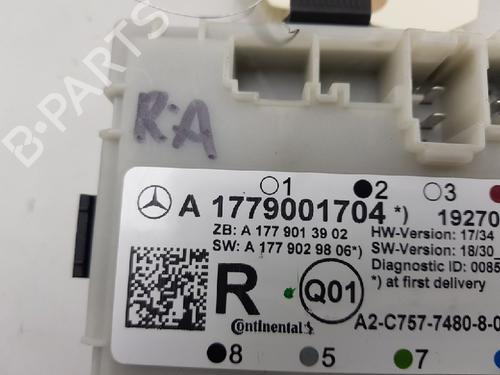 B-PARTS
R:A
1 2 3
A 1779001704 *) 19270
ZB: A 177 901 39 02
HW-Version: 17/34
SW: A 177 902 98 06*)
SW-Version: 18/30
Diagnostic ID: 0085
*) at first delivery
R Q01
Continental
A2-C757-7480-8-0
8 5 7